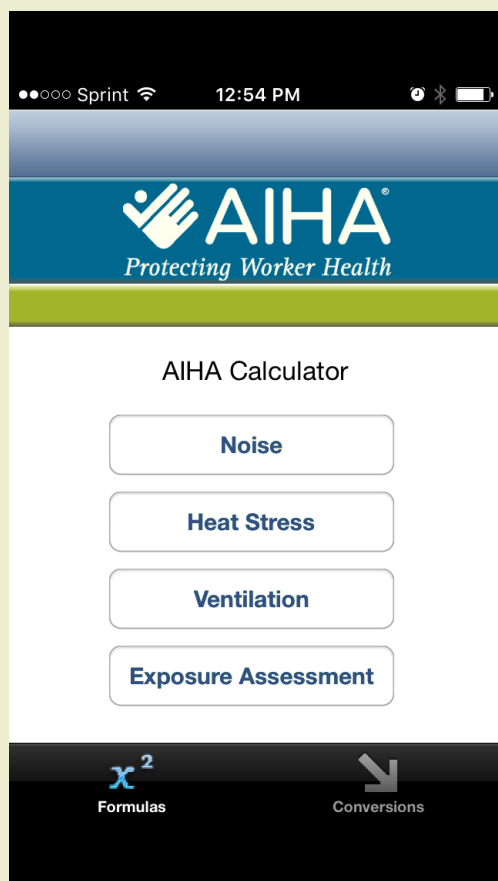 Sprint 12:54 PM
AIHA®
Protecting Worker Health
AIHA Calculator
Noise
Heat Stress
Ventilation
Exposure Assessment
x²
Formulas
Conversions